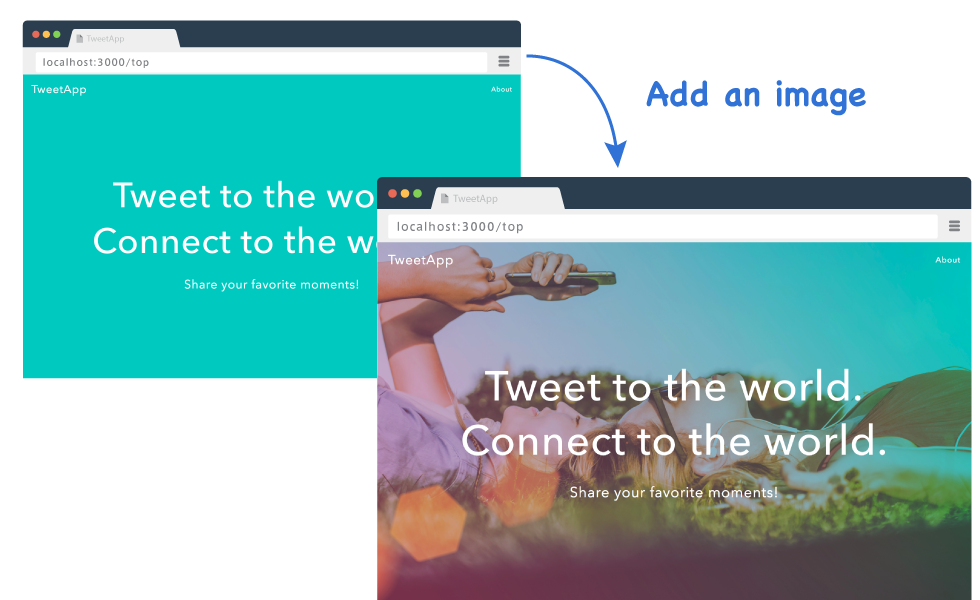 TweetApp
localhost:3000/top
TweetApp
About
Tweet to the wo
Connect to the w
Share your favorite moments!
Add an image
TweetApp
localhost:3000/top
TweetApp
About
Tweet to the world.
Connect to the world.
Share your favorite moments!